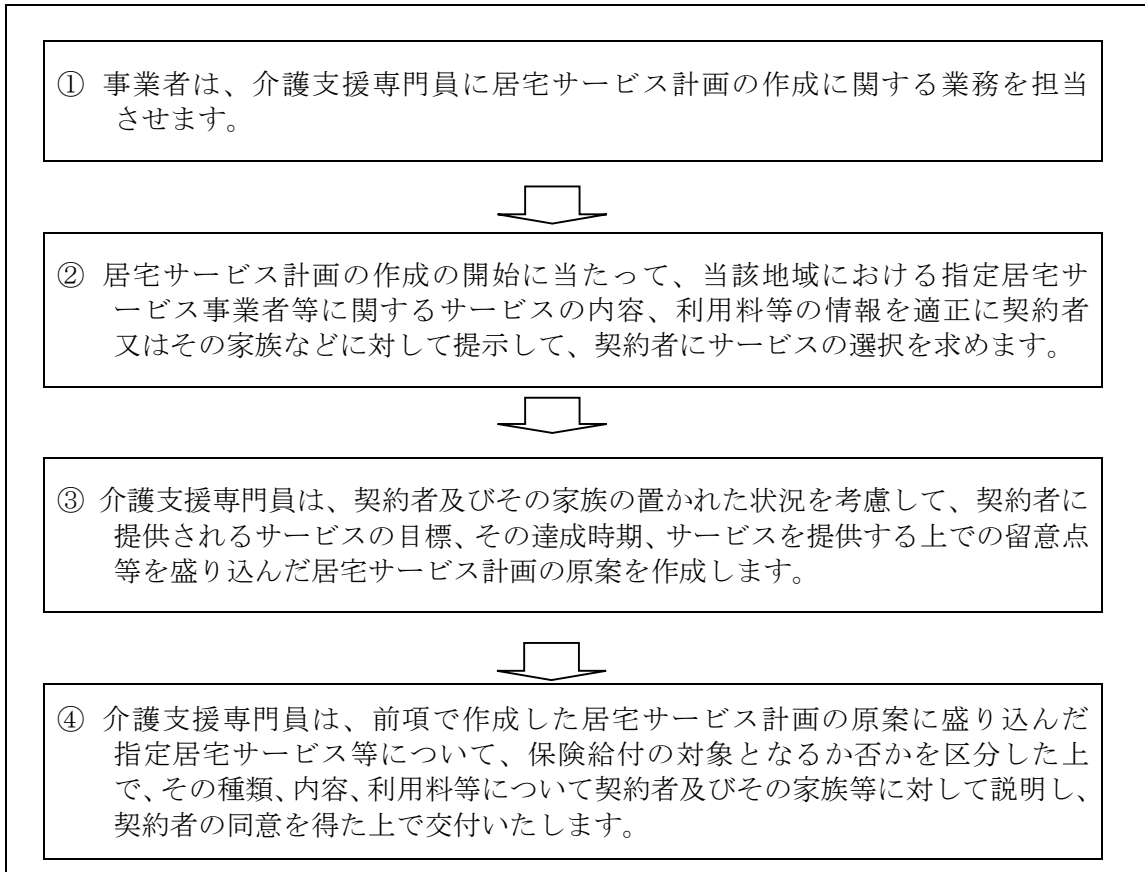 ① 事業者は、介護支援専門員に居宅サービス計画の作成に関する業務を担当
させます。
② 居宅サービス計画の作成の開始に当たって、当該地域における指定居宅サ
ービス事業者等に関するサービスの内容、利用料等の情報を適正に契約者
又はその家族などに対して提示して、契約者にサービスの選択を求めます。
③ 介護支援専門員は、契約者及びその家族の置かれた状況を考慮して、契約者に
提供されるサービスの目標、その達成時期、サービスを提供する上での留意点
等を盛り込んだ居宅サービス計画の原案を作成します。
④ 介護支援専門員は、前項で作成した居宅サービス計画の原案に盛り込んだ
指定居宅サービス等について、保険給付の対象となるか否かを区分した上
で、その種類、内容、利用料等について契約者及びその家族等に対して説明し、
契約者の同意を得た上で交付いたします。